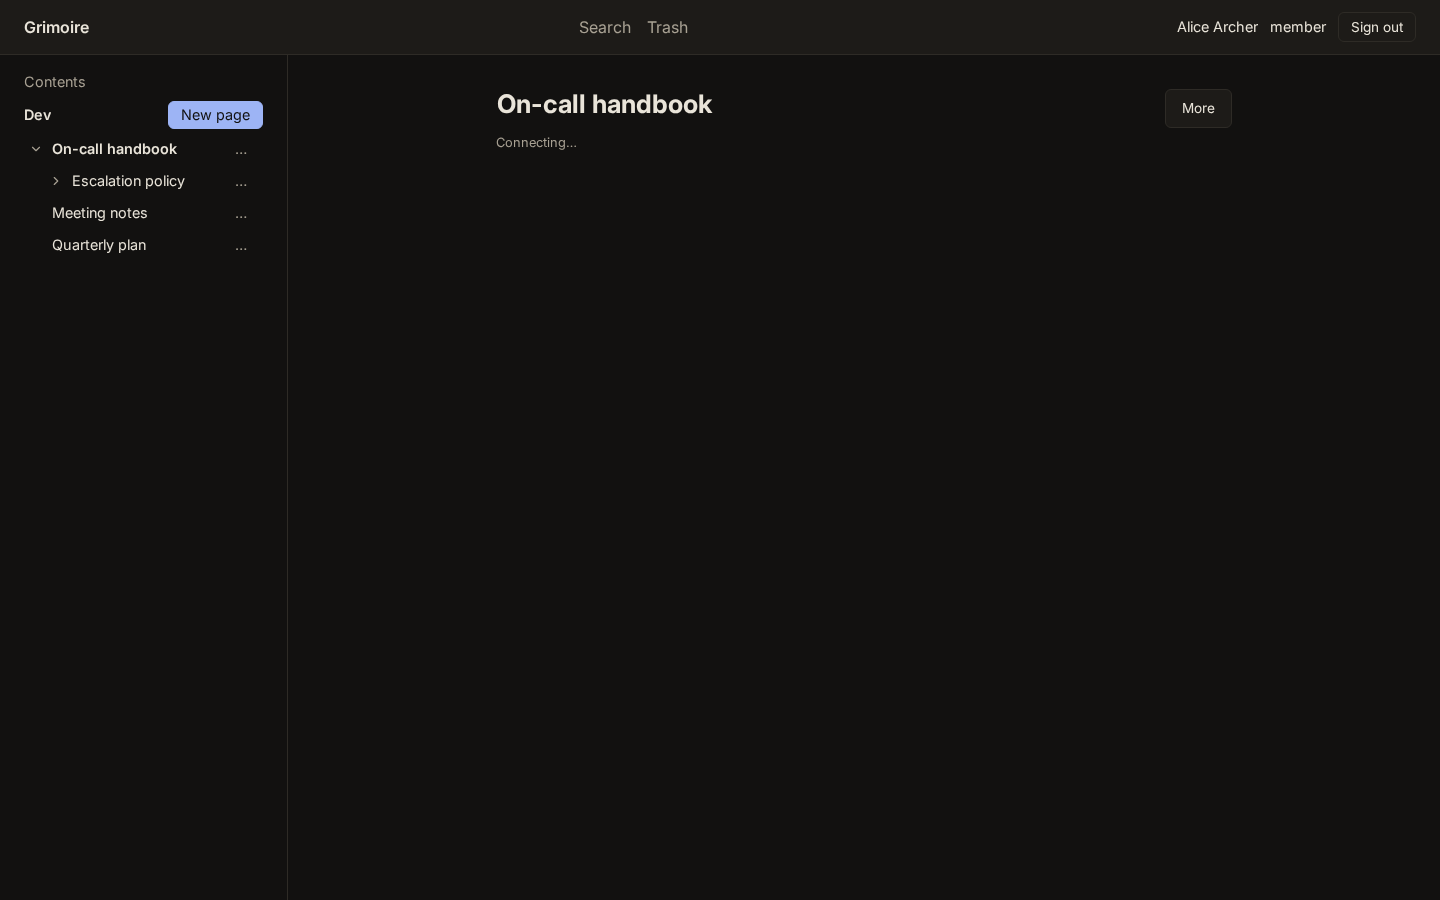 Grimoire
Search Trash
Alice Archer member Sign out
Contents
Dev New page
On-call handbook ...
Escalation policy ...
Meeting notes ...
Quarterly plan ...
On-call handbook
More
Connecting...